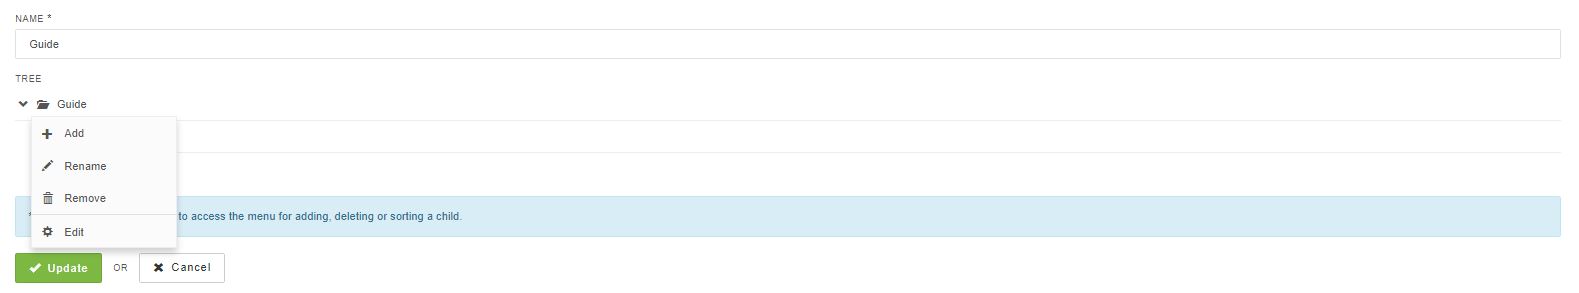 NAME *
Guide
TREE
Guide
Add
Rename
Remove
* to access the menu for adding, deleting or sorting a child.
Edit
Update OR Cancel